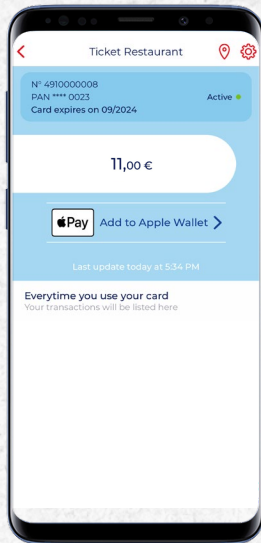 Ticket Restaurant
N° 4910000008
PAN **** 0023
Active
Card expires on 09/2024
11,00 €
Pay Add to Apple Wallet
Last update today at 5:34 PM
Everytime you use your card
Your transactions will be listed here